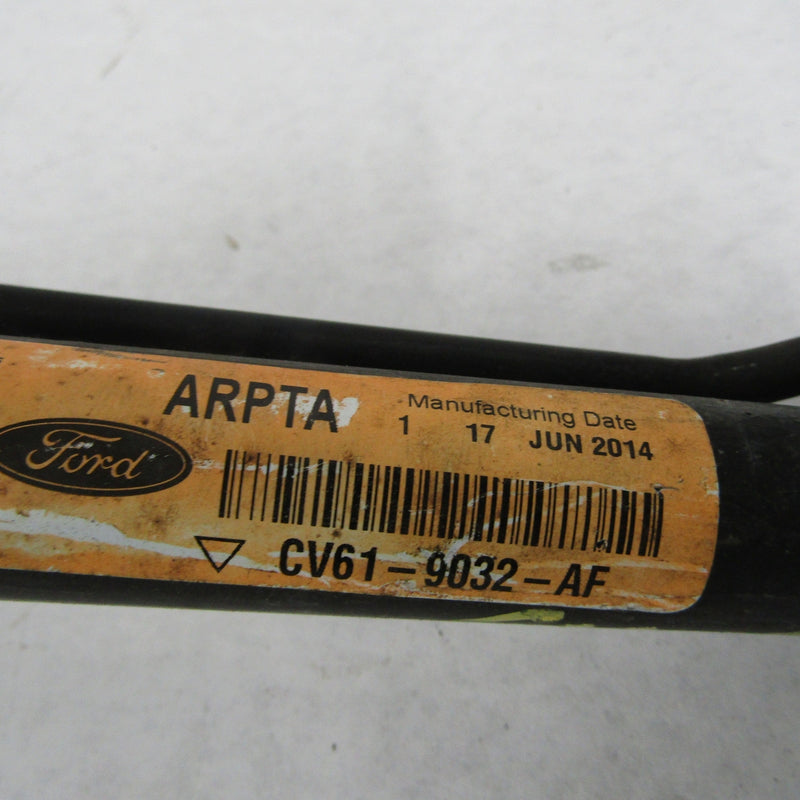 ARPTA
Manufacturing Date
1 17 JUN 2014
Ford
CV61-9032-AF